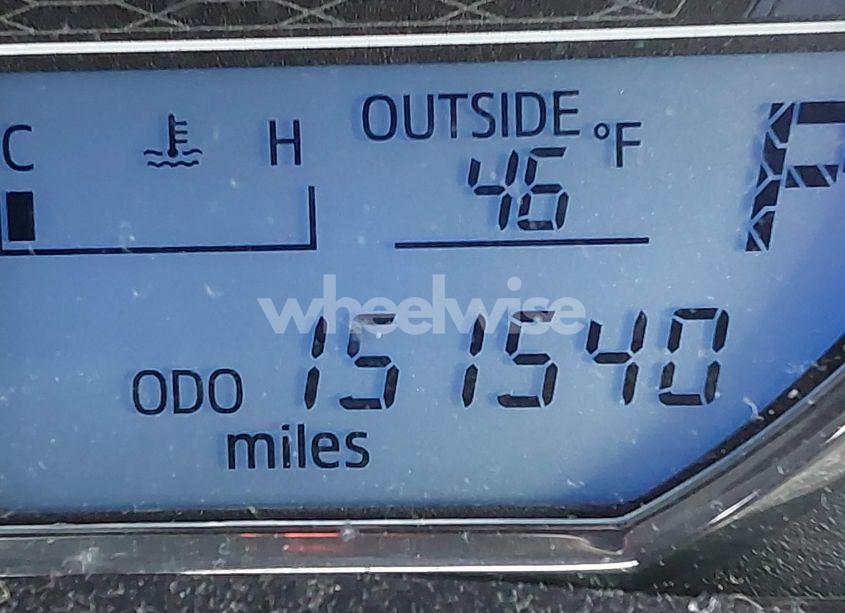 OUTSIDE
C H °F
46
P
wheelwise
ODO 151540
miles